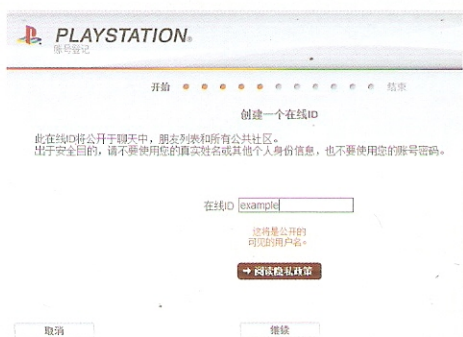 PLAYSTATION®
账号登记
开始 结束
创建一个在线ID
此在线ID将公开于聊天中，朋友列表和所有公共社区。
出于安全目的，请不要使用您的真实姓名或其他个人身份信息，也不要使用您的账号密码。
在线ID example
这将是公开的
可见的用户名。
→ 阅读隐私政策
取消 继续